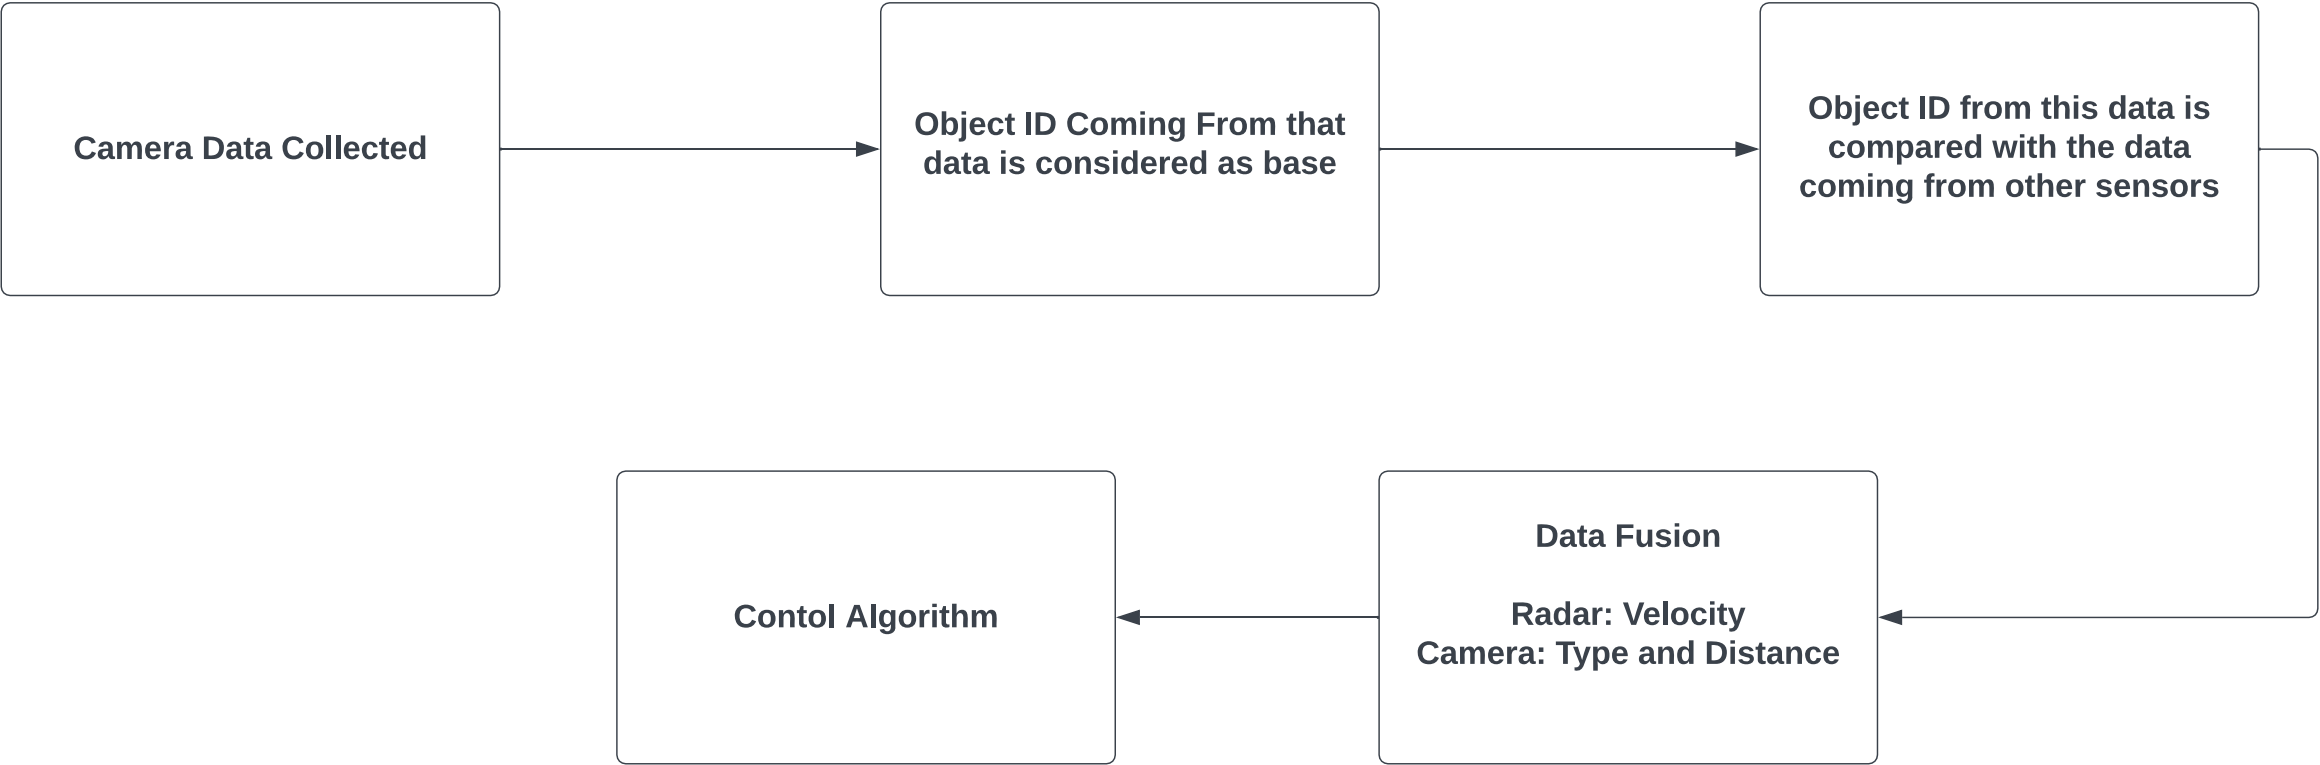 Camera Data Collected
Object ID Coming From that
data is considered as base
Object ID from this data is
compared with the data
coming from other sensors
Data Fusion
Radar: Velocity
Camera: Type and Distance
Contol Algorithm